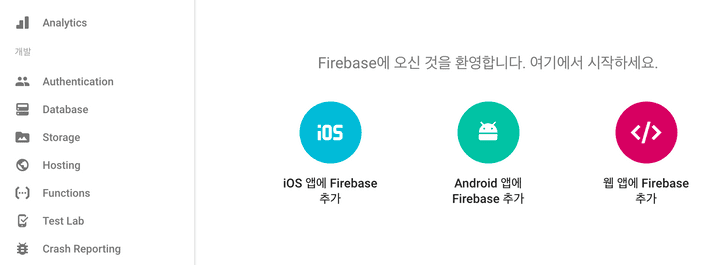 Analytics
개발
Authentication
Database
Storage
Hosting
Functions
Test Lab
Crash Reporting
Firebase에 오신 것을 환영합니다. 여기에서 시작하세요.
iOS
iOS 앱에 Firebase
추가
Android 앱에
Firebase 추가
</>
웹 앱에 Firebase
추가